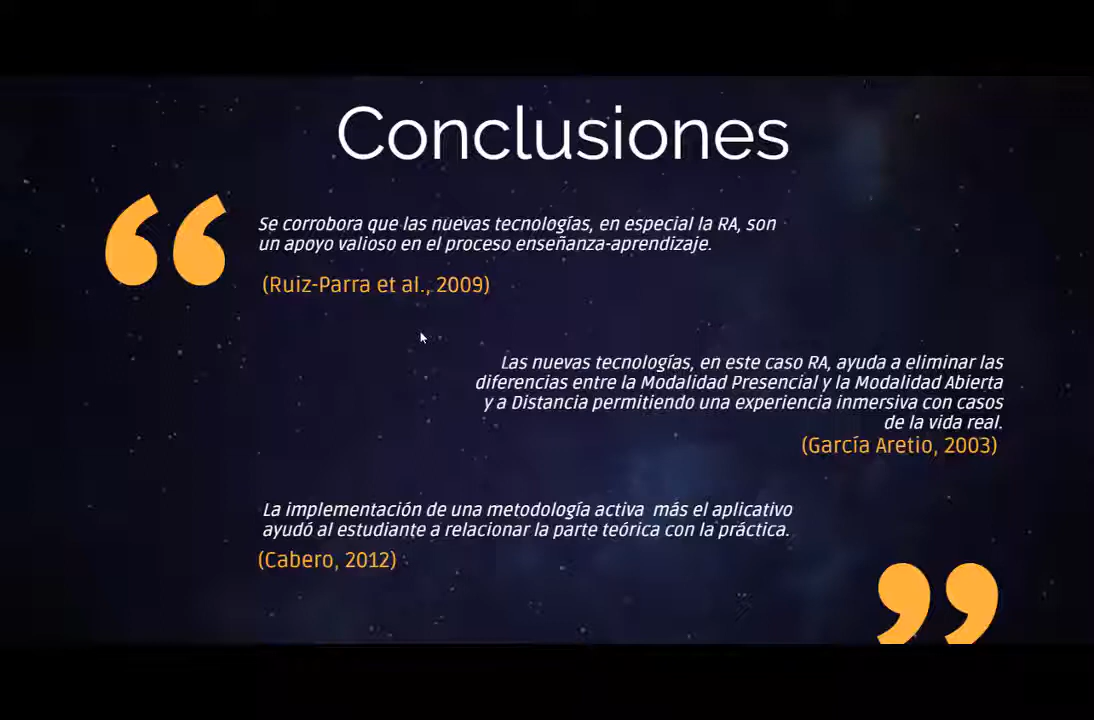 Conclusiones
Se corrobora que las nuevas tecnologías, en especial la RA, son
un apoyo valioso en el proceso enseñanza-aprendizaje.
(Ruiz-Parra et al., 2009)
Las nuevas tecnologías, en este caso RA, ayuda a eliminar las
diferencias entre la Modalidad Presencial y la Modalidad Abierta
y a Distancia permitiendo una experiencia inmersiva con casos
de la vida real.
(García Aretio, 2003)
La implementación de una metodología activa más el aplicativo
ayudó al estudiante a relacionar la parte teórica con la práctica.
(Cabero, 2012)